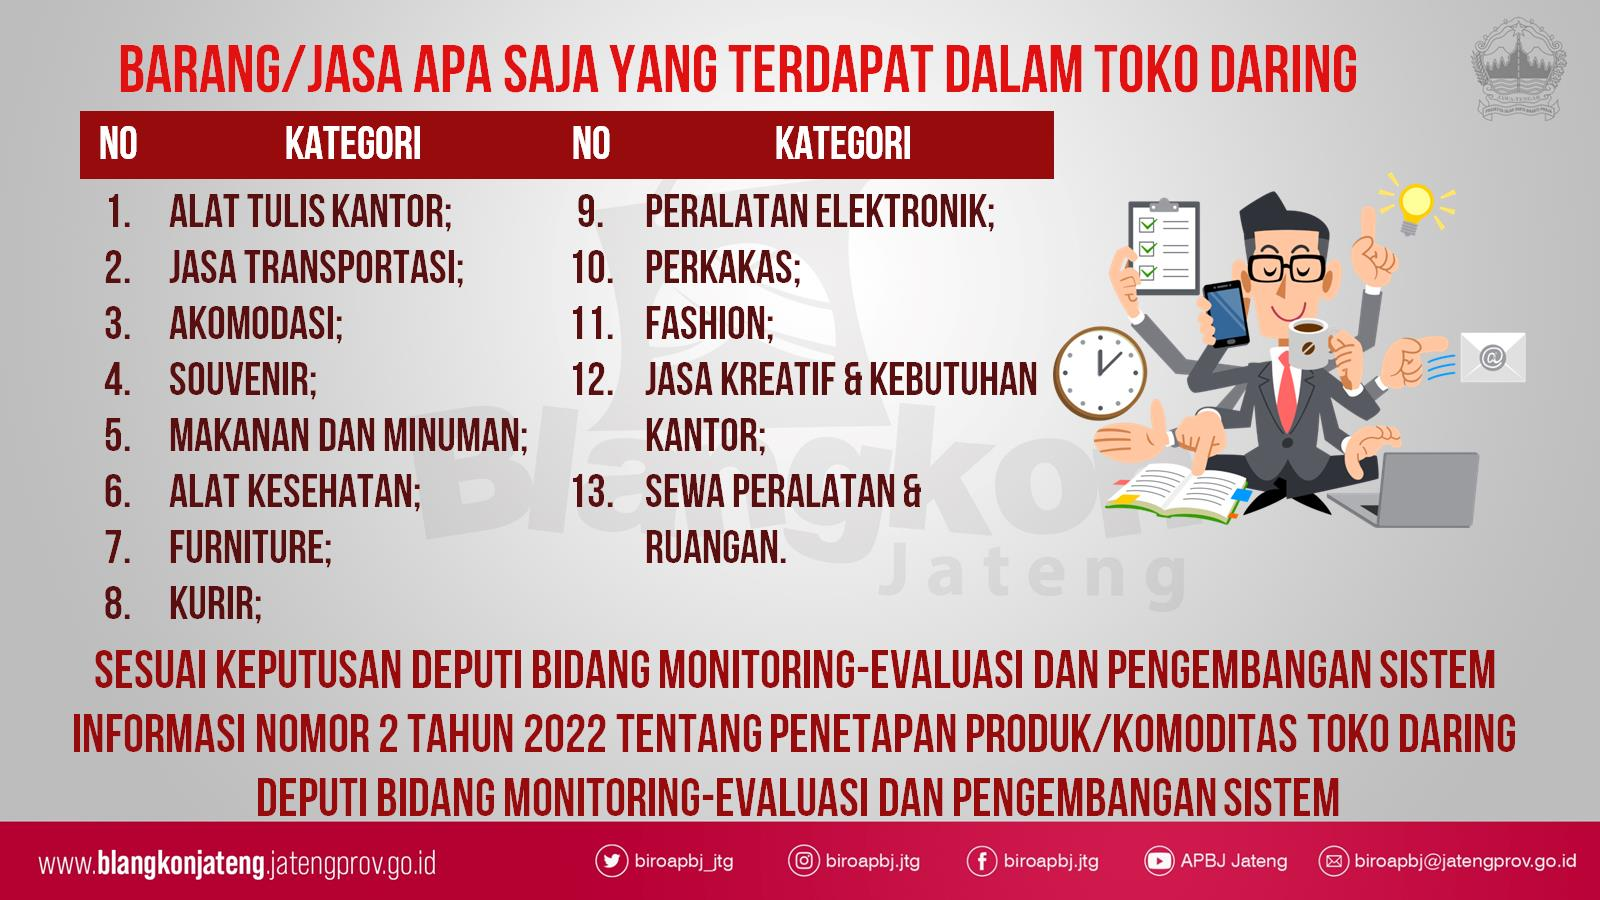 BARANG/JASA APA SAJA YANG TERDAPAT DALAM TOKO DARING
NO KATEGORI NO KATEGORI
1. ALAT TULIS KANTOR;
2. JASA TRANSPORTASI;
3. AKOMODASI;
4. SOUVENIR;
5. MAKANAN DAN MINUMAN;
6. ALAT KESEHATAN;
7. FURNITURE;
8. KURIR;
9. PERALATAN ELEKTRONIK;
10. PERKAKAS;
11. FASHION;
12. JASA KREATIF & KEBUTUHAN
KANTOR;
13. SEWA PERALATAN &
RUANGAN.
Blangkon
Jateng
@
SESUAI KEPUTUSAN DEPUTI BIDANG MONITORING-EVALUASI DAN PENGEMBANGAN SISTEM
INFORMASI NOMOR 2 TAHUN 2022 TENTANG PENETAPAN PRODUK/KOMODITAS TOKO DARING
DEPUTI BIDANG MONITORING-EVALUASI DAN PENGEMBANGAN SISTEM
www.blangkonjateng.jatengprov.go.id
biroapbj_jtg
biroapbj.jtg
biroapbj.jtg
APBJ Jateng
biroapbj@jatengprov.go.id